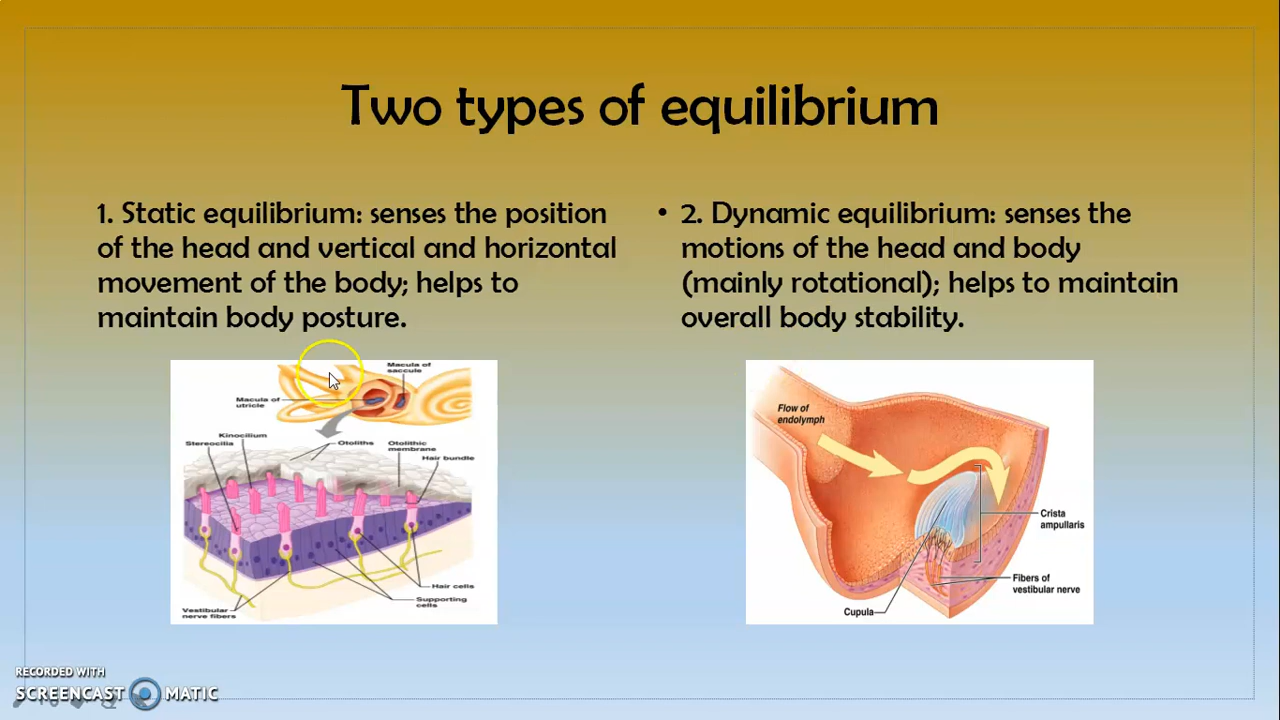 Two types of equilibrium
1. Static equilibrium: senses the position
of the head and vertical and horizontal
movement of the body; helps to
maintain body posture.
• 2. Dynamic equilibrium: senses the
motions of the head and body
(mainly rotational); helps to maintain
overall body stability.
Macula of
saccule
Macula of
utricle
Kinocilium
Stereocilia
Otoliths
Otolithic
membrane
Hair bundle
Hair cells
Supporting
cells
Vestibular
nerve fibers
Flow of
endolymph
Crista
ampullaris
Fibers of
vestibular nerve
Cupula
RECORDED WITH
SCREENCAST MATIC